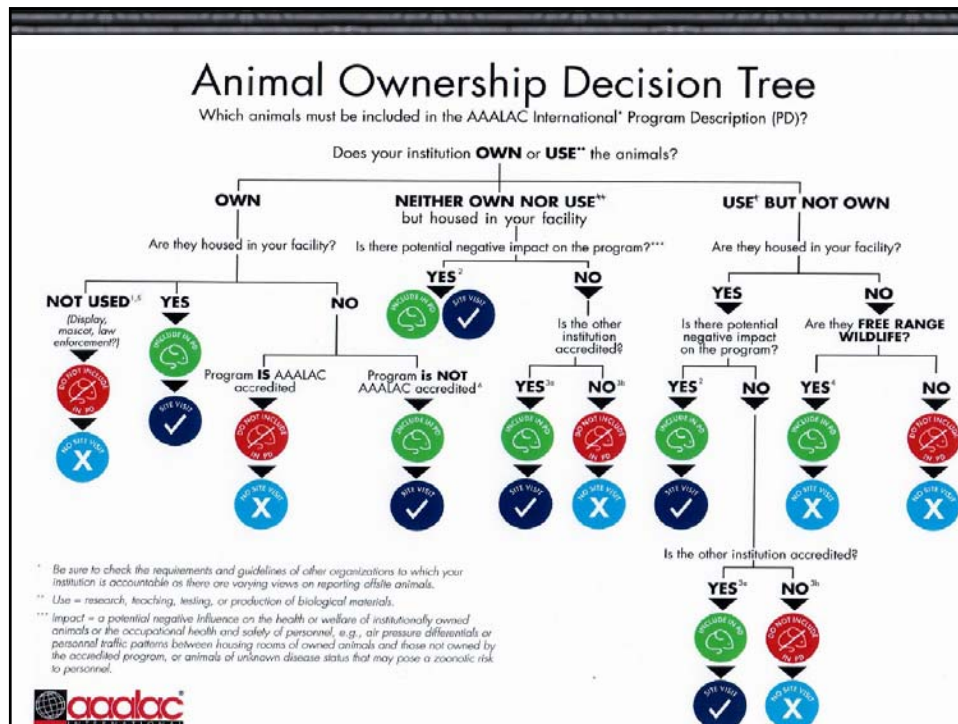 Animal Ownership Decision Tree
Which animals must be included in the AAALAC International* Program Description (PD)?
Does your institution OWN or USE** the animals?
OWN
Are they housed in your facility?
NOT USED1,5
(Display,
mascot, law
enforcement?)
DO NOT INCLUDE
IN PD
NO SITE VISIT
X
YES
INCLUDE IN PD
SITE VISIT
NO
Program IS AAALAC
accredited
DO NOT INCLUDE
IN PD
NO SITE VISIT
X
Program is NOT
AAALAC accredited6
INCLUDE IN PD
SITE VISIT
NEITHER OWN NOR USE**
but housed in your facility
Is there potential negative impact on the program?***
YES2
INCLUDE IN PD
SITE VISIT
NO
Is the other
institution
accredited?
YES3a
INCLUDE IN PD
SITE VISIT
NO3b
DO NOT INCLUDE
IN PD
NO SITE VISIT
X
USE‡ BUT NOT OWN
Are they housed in your facility?
YES
Is there potential
negative impact
on the program?
YES2
INCLUDE IN PD
SITE VISIT
NO
Is the other institution accredited?
YES3a
INCLUDE IN PD
SITE VISIT
NO3b
DO NOT INCLUDE
IN PD
NO SITE VISIT
X
NO
Are they FREE RANGE
WILDLIFE?
YES4
INCLUDE IN PD
NO SITE VISIT
X
NO
DO NOT INCLUDE
IN PD
NO SITE VISIT
X
* Be sure to check the requirements and guidelines of other organizations to which your
institution is accountable as there are varying views on reporting offsite animals.
** Use = research, teaching, testing, or production of biological materials.
*** Impact = a potential negative influence on the health or welfare of institutionally owned
animals or the occupational health and safety of personnel, e.g., air pressure differentials or
personnel traffic patterns between housing rooms of owned animals and those not owned by
the accredited program, or animals of unknown disease status that may pose a zoonotic risk
to personnel.
aaalac®
INTERNATIONAL